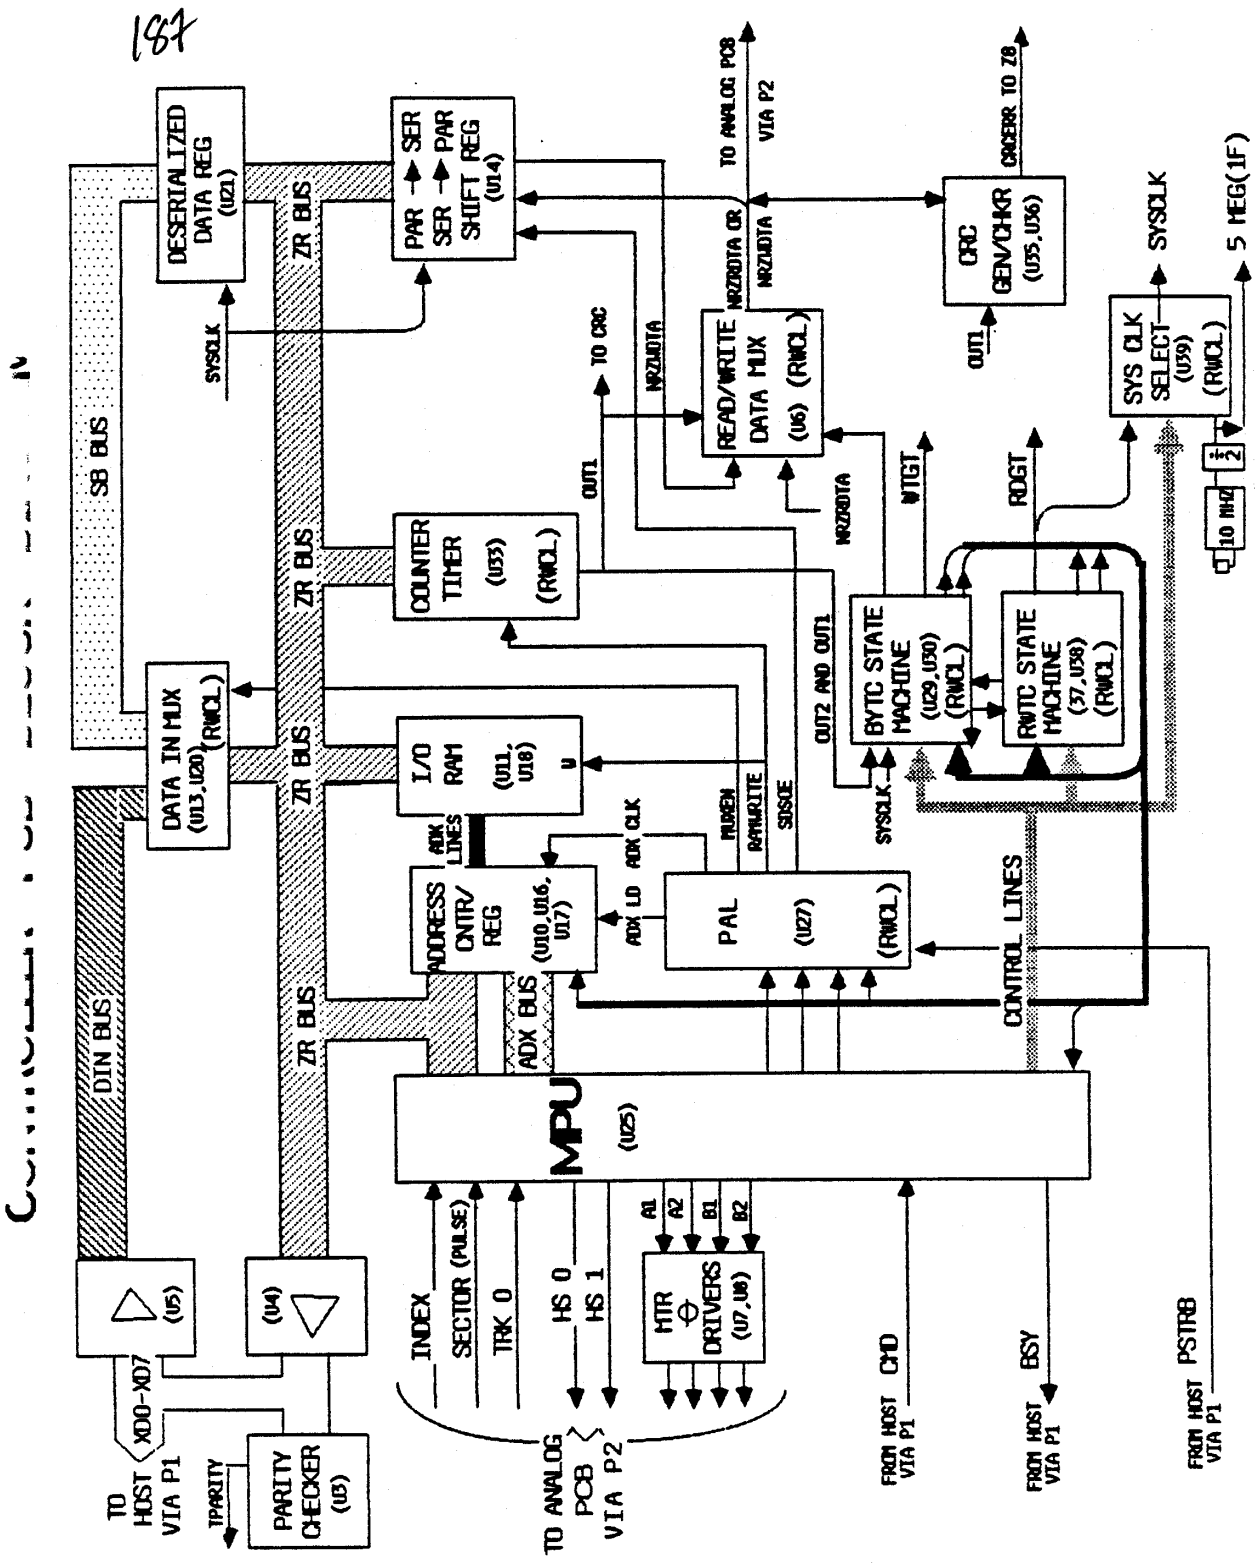 187
TO
HOST
VIA P1
XD0-XD7
(U5)
DIN BUS
SB BUS
DATA IN MUX
(U13,U20)
(RWCL)
DESERIALIZED
DATA REG
(U21)
SYSCLK
TPARITY
PARITY
CHECKER
(U3)
(U4)
ZR BUS
ZR BUS
ZR BUS
ZR BUS
PAR → SER
SER → PAR
SHIFT REG
(U14)
ADDRESS
CNTR/
REG
(U10,U16,
U17)
ADX
LINES
I/O
RAM
(U11,
U18)
W
COUNTER
TIMER
(U33)
(RWCL)
OUT1
TO CRC
NRZWDTA
INDEX
SECTOR (PULSE)
TRK 0
HS 0
HS 1
TO ANALOG
PCB
VIA P2
MPU
(U25)
ADX BUS
A1
A2
B1
B2
MTR
Φ
DRIVERS
(U7,U8)
ADX LD
ADX CLK
PAL
(U27)
(RWCL)
MUXEN
RAMWRITE
SDSOE
READ/WRITE
DATA MUX
(U6) (RWCL)
NRZRDTA OR
NRZWDTA
TO ANALOG PCB
VIA P2
NRZRDTA
OUT2 AND OUT1
SYSCLK
BYTC STATE
MACHINE
(U29,U30)
(RWCL)
WTGT
RWTC STATE
MACHINE
(37,U38)
(RWCL)
RDGT
OUT1
CRC
GEN/CHKR
(U35,U36)
CRCERR TO Z8
CONTROL LINES
SYS CLK
SELECT
(U39)
(RWCL)
SYSCLK
10 MHZ
÷2
5 MEG(1F)
FROM HOST CMD
VIA P1
FROM HOST BSY
VIA P1
FROM HOST PSTRB
VIA P1